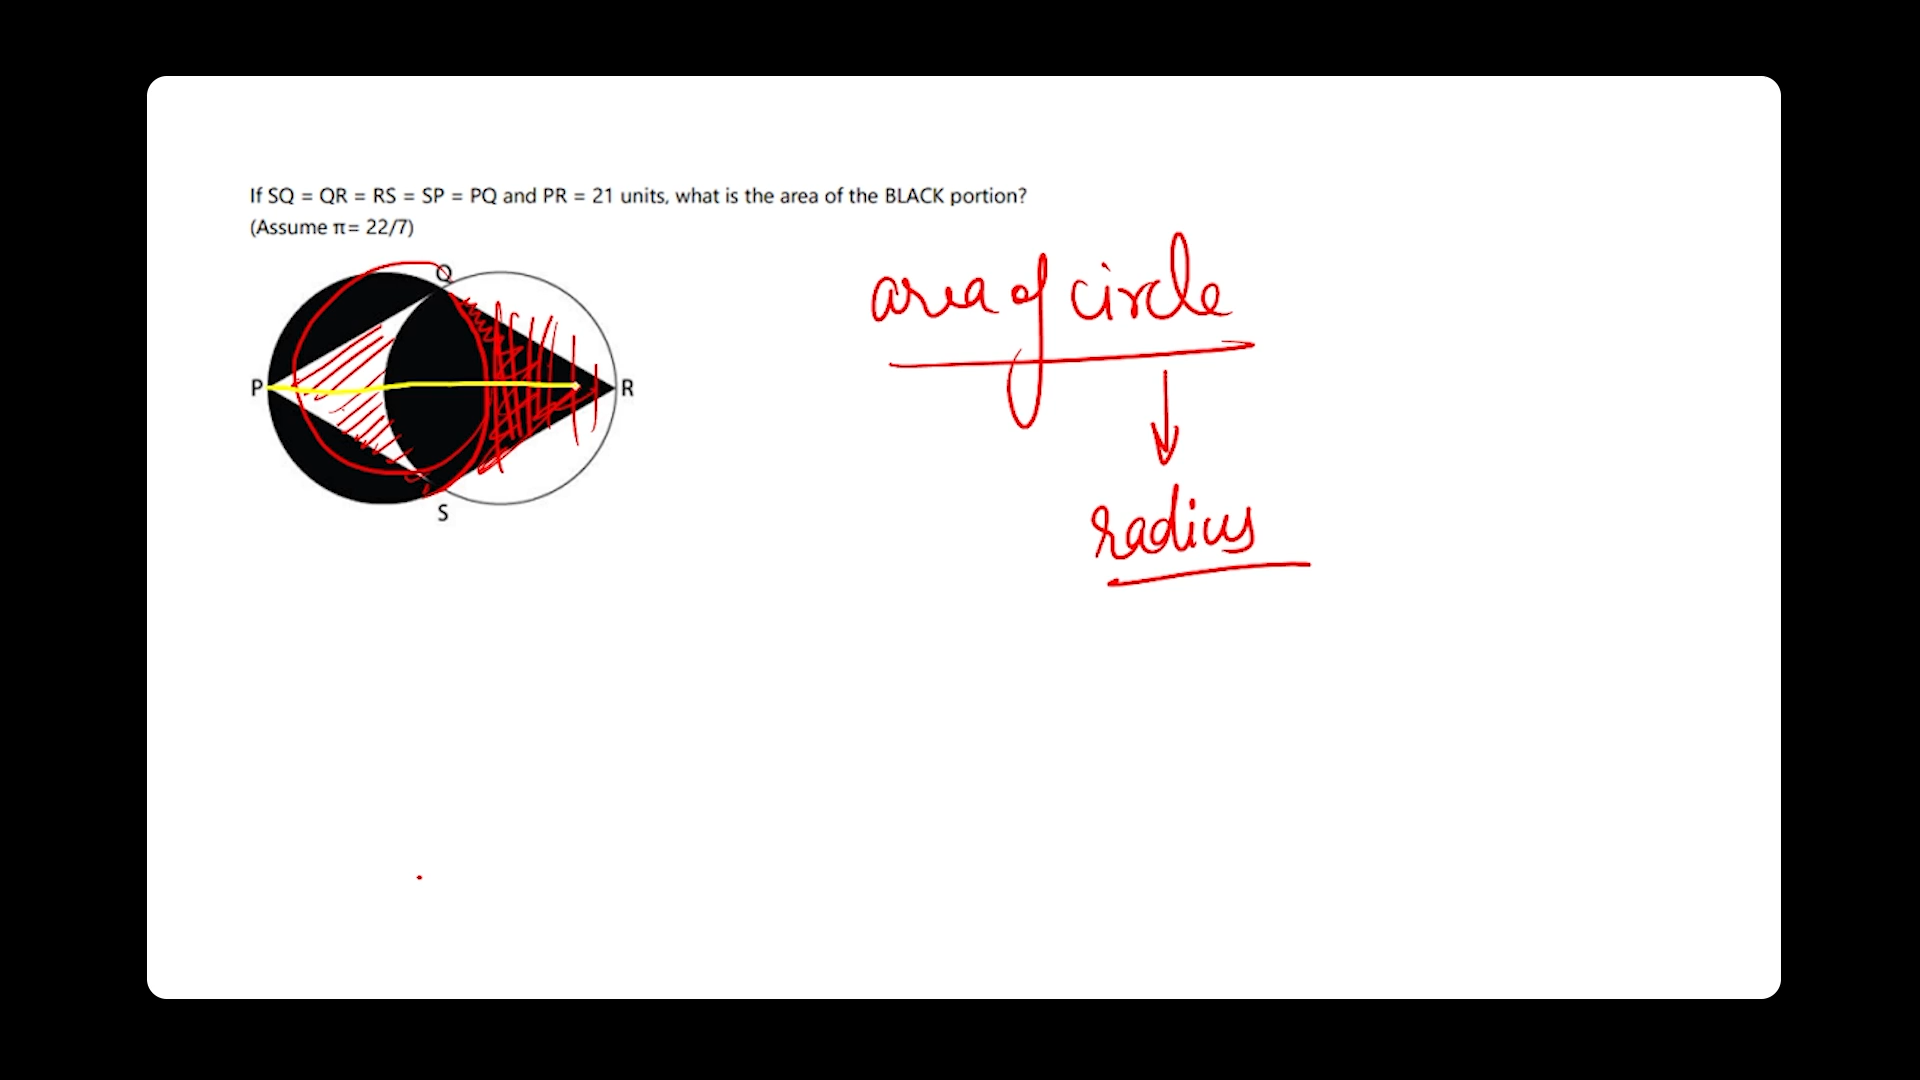 If SQ = QR = RS = SP = PQ and PR = 21 units, what is the area of the BLACK portion?
(Assume π= 22/7)
Q
P
R
S
area of circle
radius